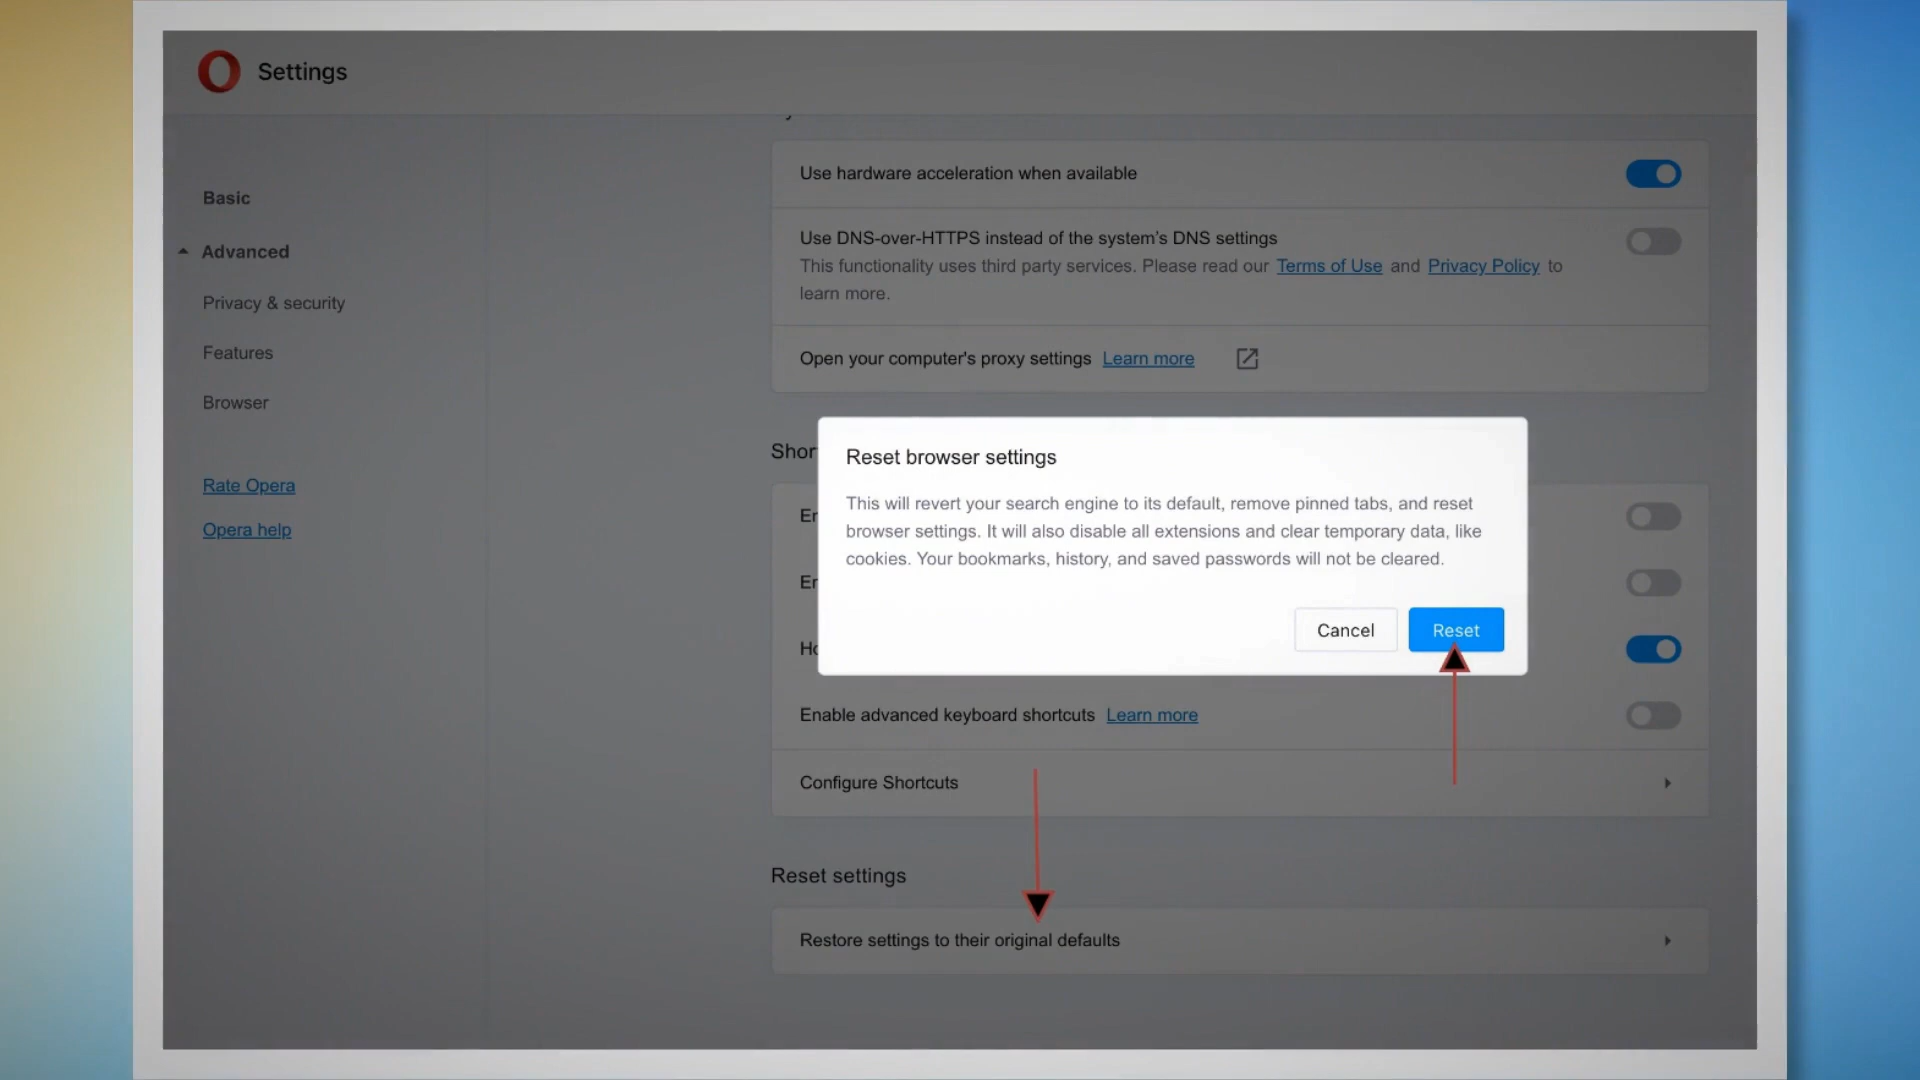 Settings
Basic
Advanced
Privacy & security
Features
Browser
Rate Opera
Opera help
Use hardware acceleration when available
Use DNS-over-HTTPS instead of the system's DNS settings
This functionality uses third party services. Please read our Terms of Use and Privacy Policy to
learn more.
Open your computer's proxy settings Learn more
Reset browser settings
This will revert your search engine to its default, remove pinned tabs, and reset
browser settings. It will also disable all extensions and clear temporary data, like
cookies. Your bookmarks, history, and saved passwords will not be cleared.
Cancel Reset
Enable advanced keyboard shortcuts Learn more
Configure Shortcuts
Reset settings
Restore settings to their original defaults